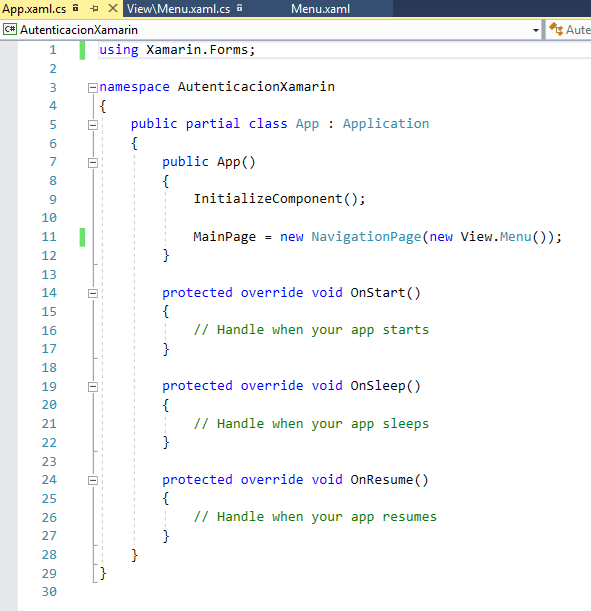 App.xaml.cs View\Menu.xaml.cs Menu.xaml
C# AutenticacionXamarin Aute
1 using Xamarin.Forms;
2
3 namespace AutenticacionXamarin
4 {
5 public partial class App : Application
6 {
7 public App()
8 {
9 InitializeComponent();
10
11 MainPage = new NavigationPage(new View.Menu());
12 }
13
14 protected override void OnStart()
15 {
16 // Handle when your app starts
17 }
18
19 protected override void OnSleep()
20 {
21 // Handle when your app sleeps
22 }
23
24 protected override void OnResume()
25 {
26 // Handle when your app resumes
27 }
28 }
29 }
30